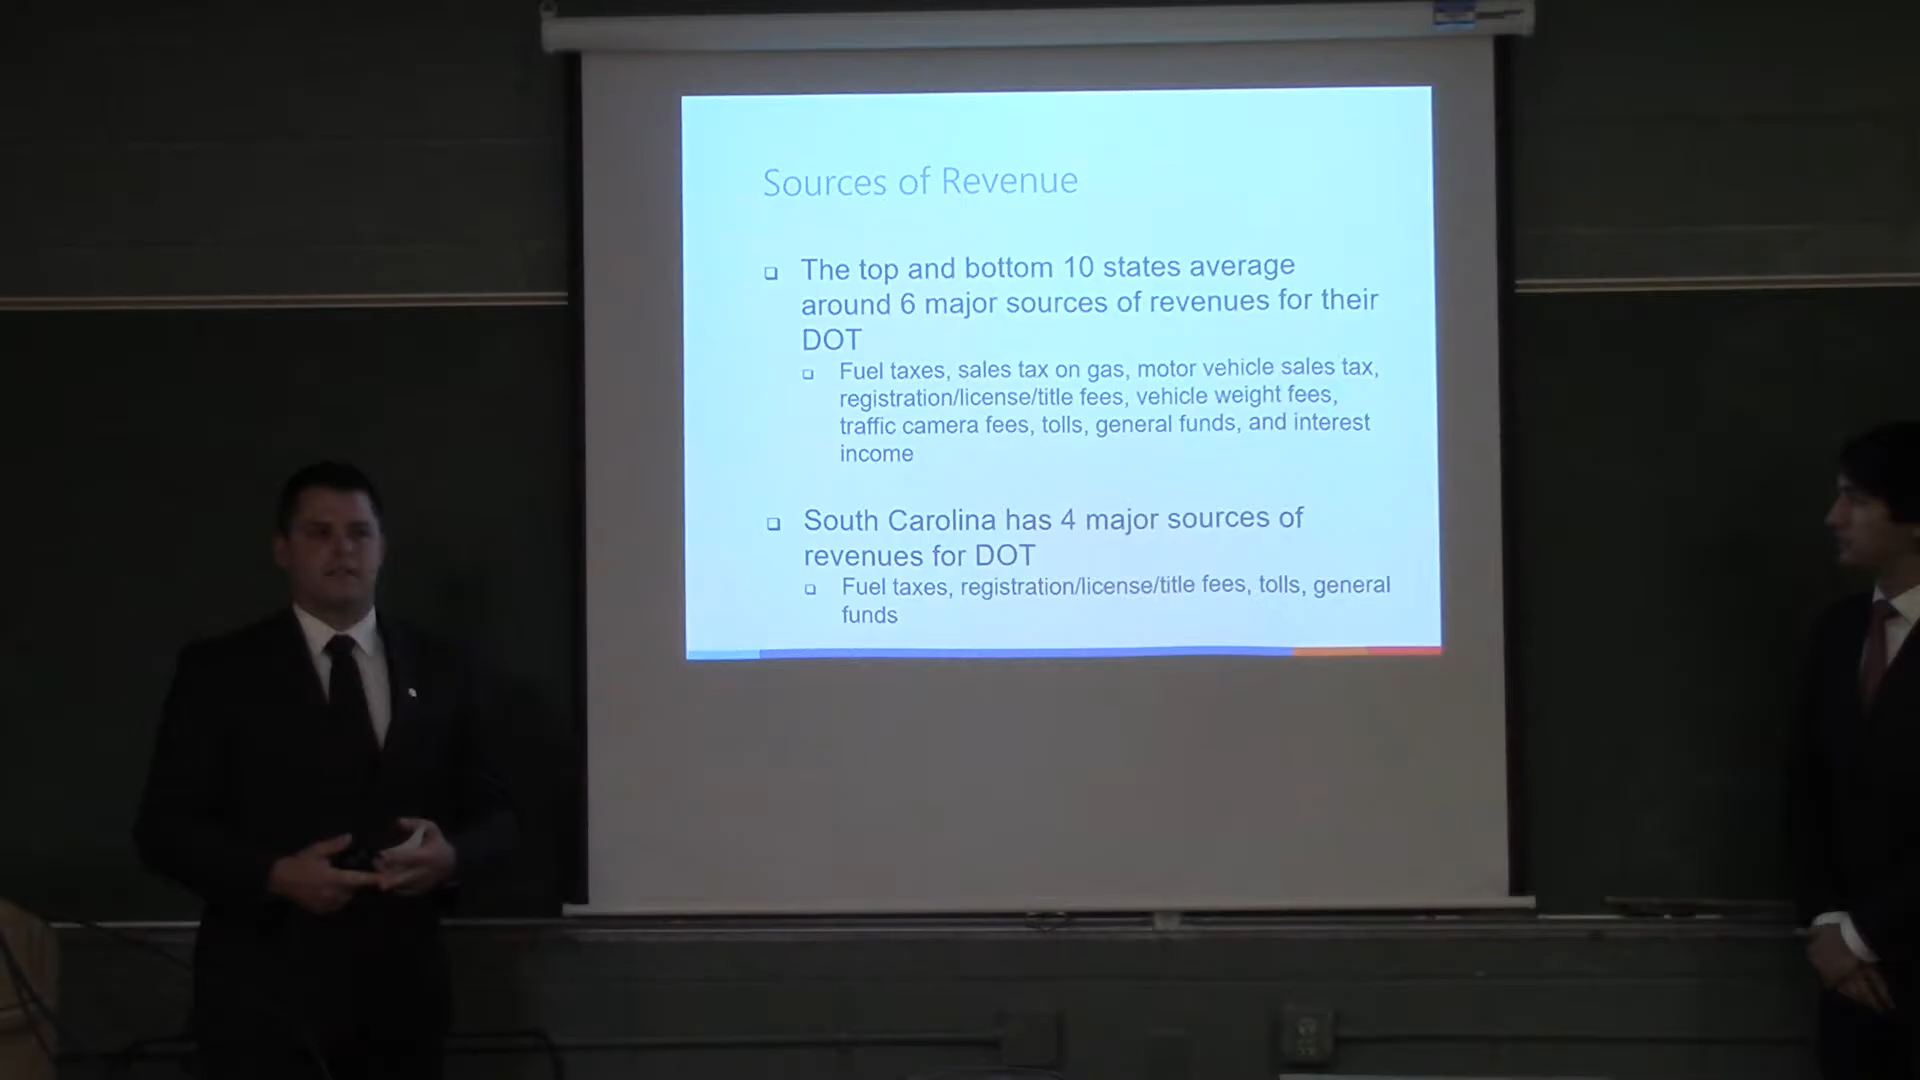 Sources of Revenue
The top and bottom 10 states average
around 6 major sources of revenues for their
DOT
Fuel taxes, sales tax on gas, motor vehicle sales tax,
registration/license/title fees, vehicle weight fees,
traffic camera fees, tolls, general funds, and interest
income
South Carolina has 4 major sources of
revenues for DOT
Fuel taxes, registration/license/title fees, tolls, general
funds